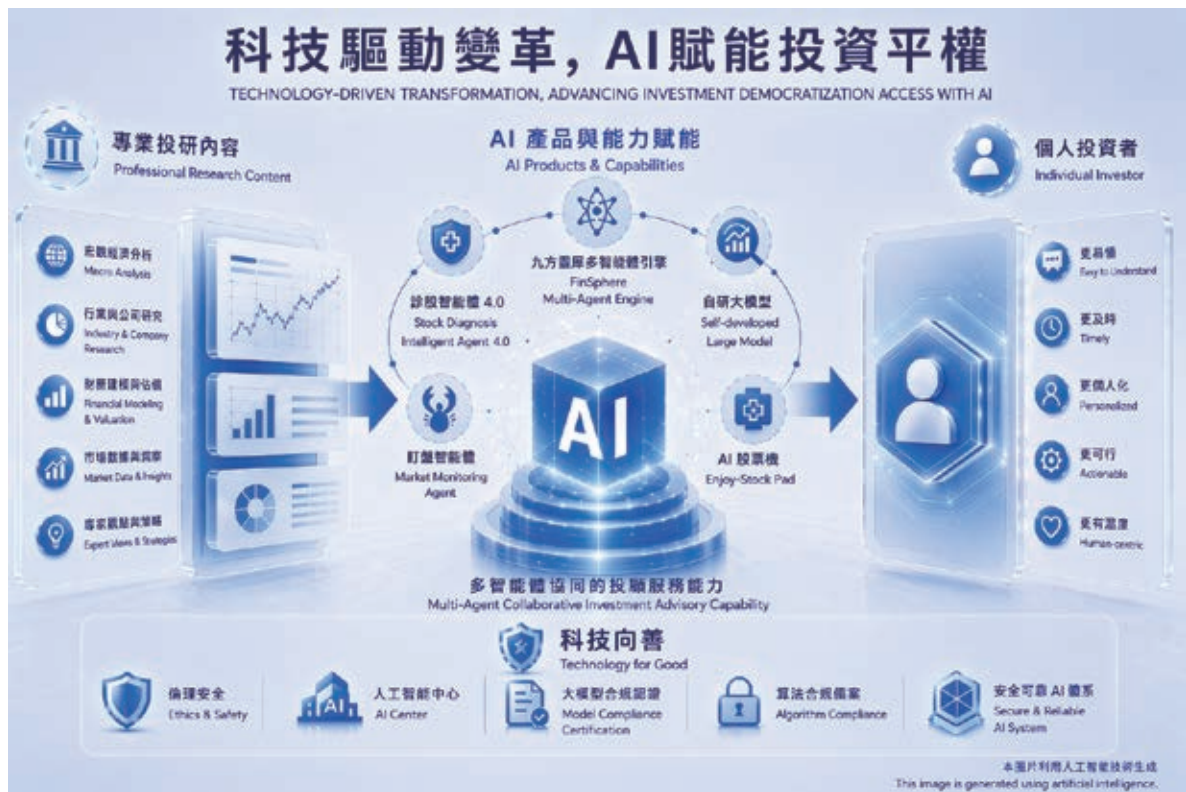 科技驅動變革, AI賦能投資平權
TECHNOLOGY-DRIVEN TRANSFORMATION, ADVANCING INVESTMENT DEMOCRATIZATION ACCESS WITH AI
專業投研內容
Professional Research Content
宏觀經濟分析
Macro Analysis
行業與公司研究
Industry & Company
Research
財務建模與估值
Financial Modeling
& Valuation
市場數據與洞察
Market Data & Insights
專家觀點與策略
Expert Views & Strategies
AI 產品與能力賦能
AI Products & Capabilities
九方靈犀多智能體引擎
FinSphere
Multi-Agent Engine
診股智能體 4.0
Stock Diagnosis
Intelligent Agent 4.0
自研大模型
Self-developed
Large Model
盯盤智能體
Market Monitoring
Agent
AI
AI 股票機
Enjoy-Stock Pad
多智能體協同的投顧服務能力
Multi-Agent Collaborative Investment Advisory Capability
個人投資者
Individual Investor
更易懂
Easy to Understand
更及時
Timely
更個人化
Personalized
更可行
Actionable
更有溫度
Human-centric
科技向善
Technology for Good
倫理安全
Ethics & Safety
AI
人工智能中心
AI Center
大模型合規認證
Model Compliance
Certification
算法合規備案
Algorithm Compliance
安全可靠 AI 體系
Secure & Reliable
AI System
本圖片利用人工智能技術生成
This image is generated using artificial intelligence.